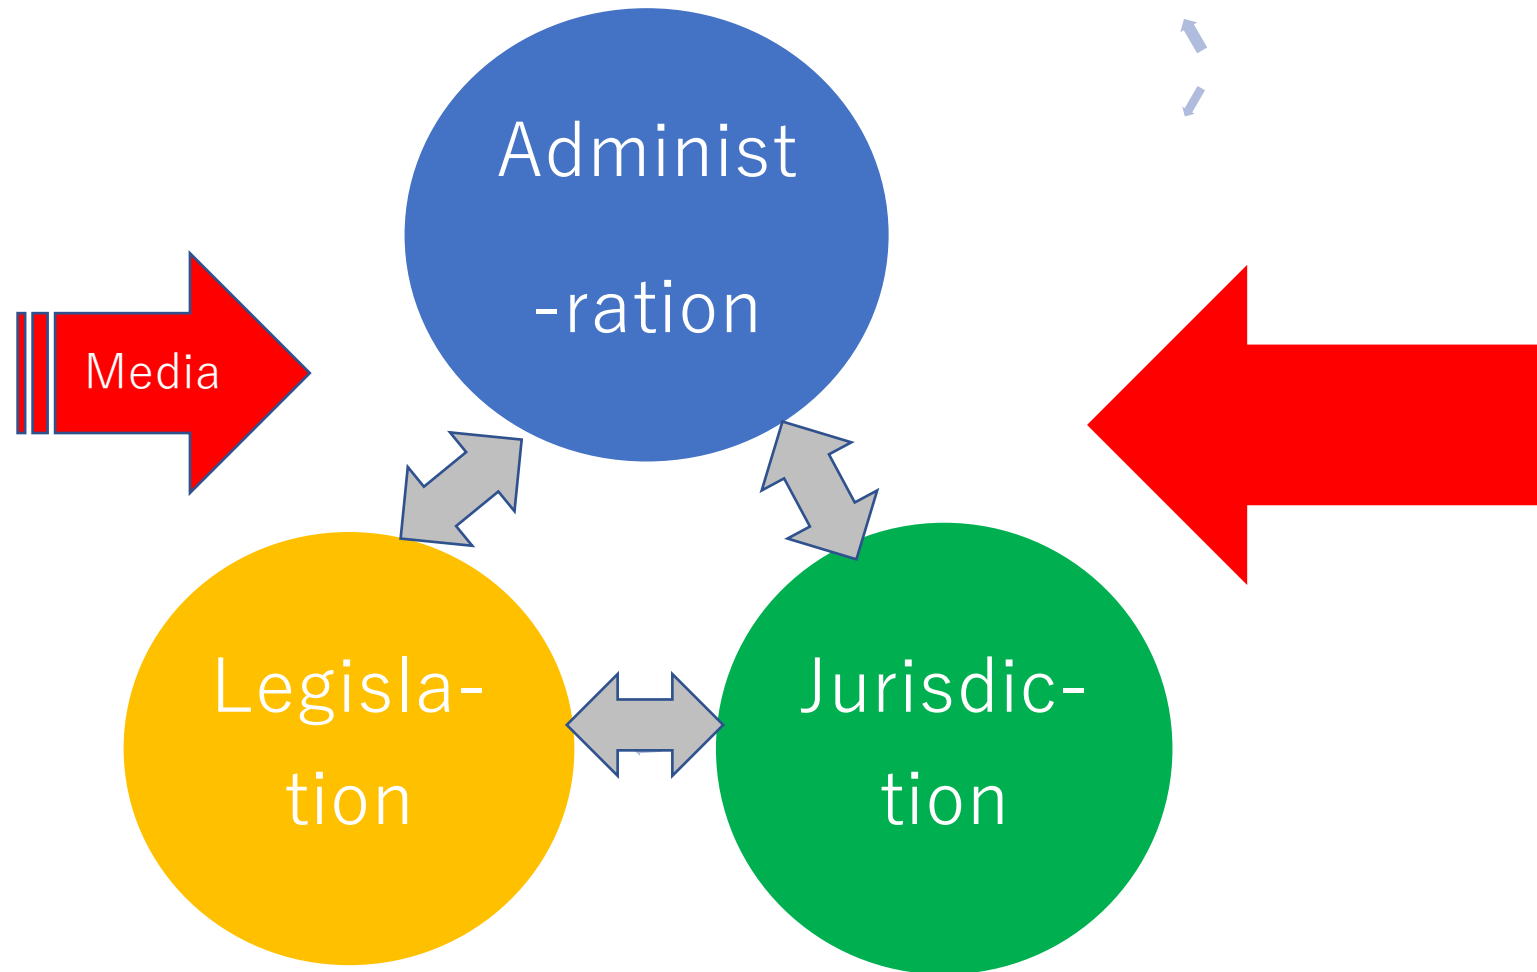 Administ
-ration
Media
Legisla-
tion
Jurisdic-
tion